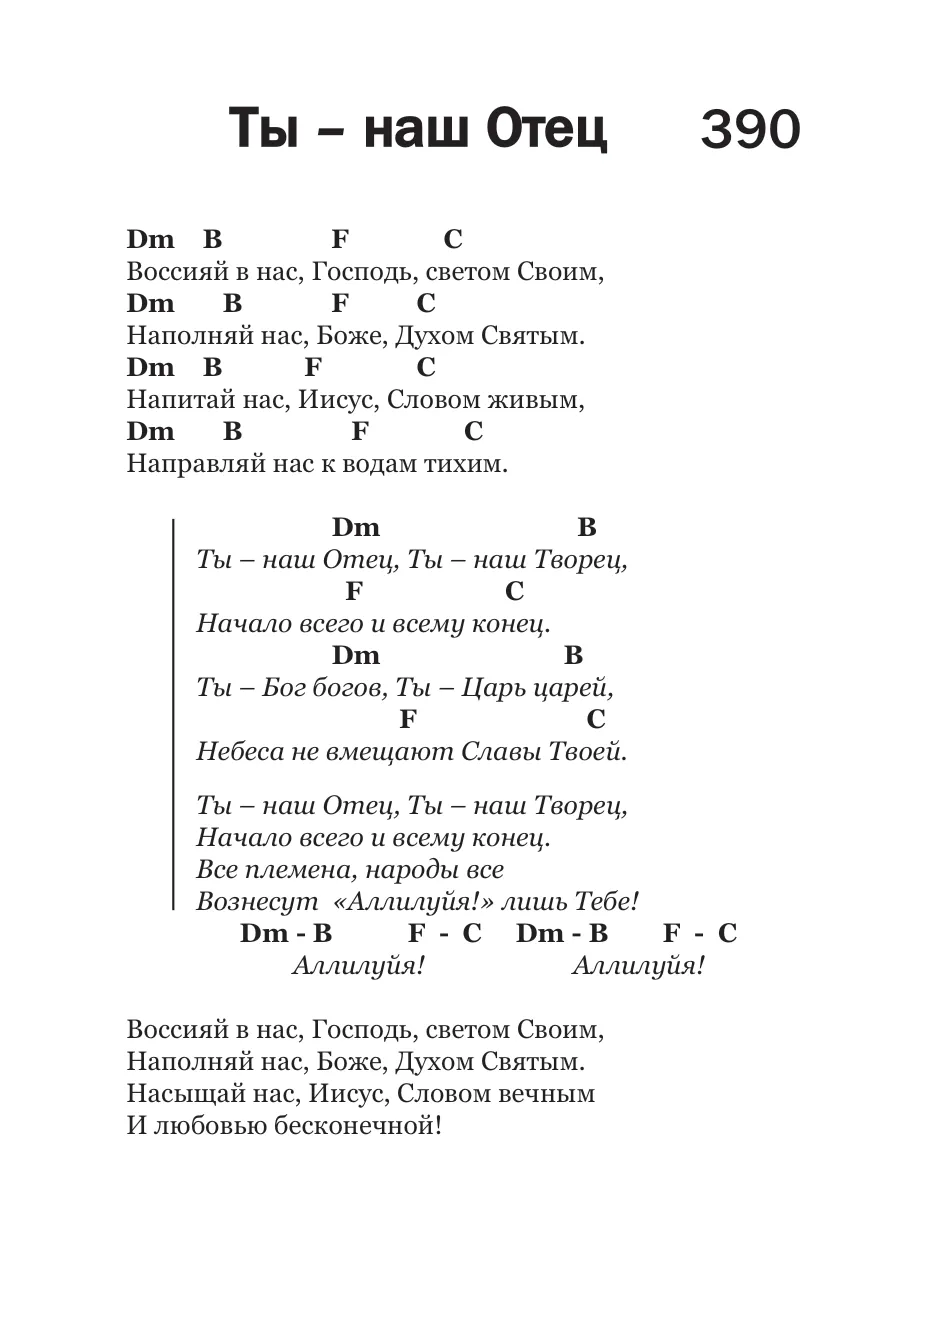 Ты – наш Отец 390
Dm B F C
Воссияй в нас, Господь, светом Своим,
Dm B F C
Наполняй нас, Боже, Духом Святым.
Dm B F C
Напитай нас, Иисус, Словом живым,
Dm B F C
Направляй нас к водам тихим.
Dm B
Ты – наш Отец, Ты – наш Творец,
F C
Начало всего и всему конец.
Dm B
Ты – Бог богов, Ты – Царь царей,
F C
Небеса не вмещают Славы Твоей.
Ты – наш Отец, Ты – наш Творец,
Начало всего и всему конец.
Все племена, народы все
Вознесут «Аллилуйя!» лишь Тебе!
Dm - B F - C Dm - B F - C
Аллилуйя! Аллилуйя!
Воссияй в нас, Господь, светом Своим,
Наполняй нас, Боже, Духом Святым.
Насыщай нас, Иисус, Словом вечным
И любовью бесконечной!